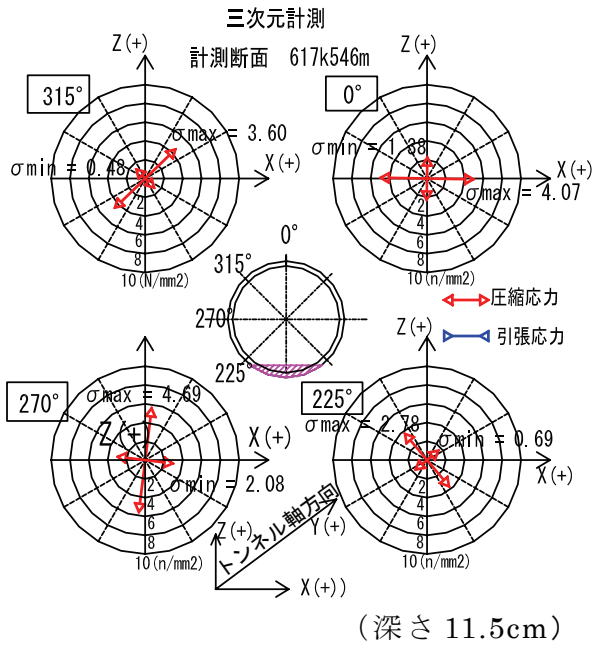 三次元計測
計測断面 617k546m
315°
Z(+)
σmax = 3.60
σmin = 0.48
X(+)
2
4
6
8
10(N/mm2)
0°
Z(+)
σmin = 1.38
X(+)
σmax = 4.07
2
4
6
8
10(n/mm2)
0°
315°
270°
225°
圧縮応力
引張応力
270°
σmax = 4.69
Z(+
X(+)
σmin = 2.08
2
4
6
8
10(n/mm2)
225°
Z(+)
σmax = 2.78
σmin = 0.69
X(+)
2
4
6
8
10(n/mm2)
Z(+)
トンネル軸方向
Y(+)
X(+))
(深さ 11.5cm)